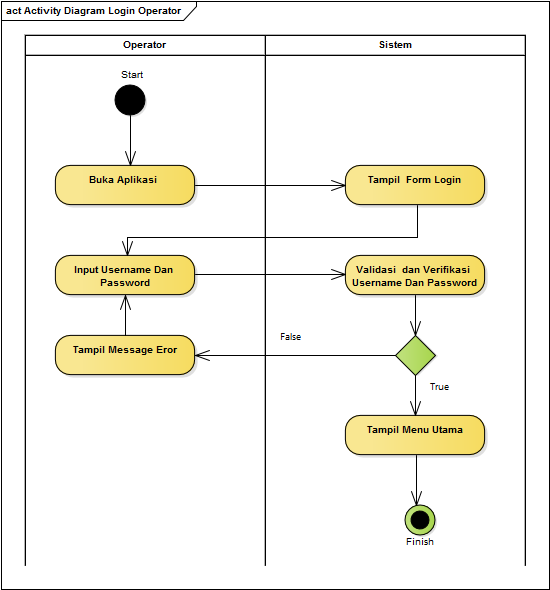 act Activity Diagram Login Operator
Operator
Sistem
Start
Buka Aplikasi
Tampil Form Login
Input Username Dan
Password
Validasi dan Verifikasi
Username Dan Password
Tampil Message Eror
False
True
Tampil Menu Utama
Finish